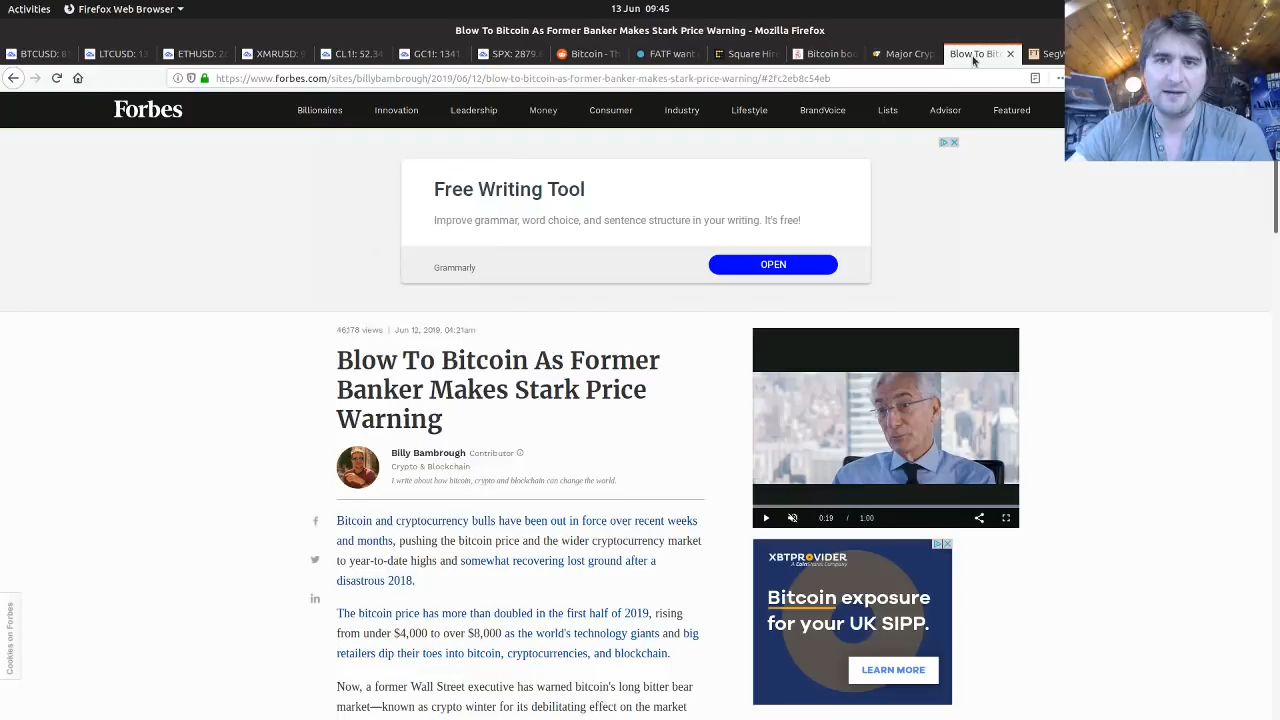 Activities
Firefox Web Browser
13 Jun 09:45
Blow To Bitcoin As Former Banker Makes Stark Price Warning - Mozilla Firefox
BTCUSD: 8
LTCUSD: 13
ETHUSD: 26
XMRUSD: 9
CL1!: 52.34
GC1!: 1341
SPX: 2879.
Bitcoin - Th
FATF want
Square Hire
Bitcoin boo
Major Cryp
Blow To Bit
SegW
https://www.forbes.com/sites/billybambrough/2019/06/12/blow-to-bitcoin-as-former-banker-makes-stark-price-warning/#2fc2eb8c54eb
Forbes
Billionaires
Innovation
Leadership
Money
Consumer
Industry
Lifestyle
BrandVoice
Lists
Advisor
Featured
Free Writing Tool
Improve grammar, word choice, and sentence structure in your writing. It's free!
Grammarly
OPEN
46,178 views | Jun 12, 2019, 04:21am
Blow To Bitcoin As Former
Banker Makes Stark Price
Warning
Billy Bambrough Contributor
Crypto & Blockchain
I write about how bitcoin, crypto and blockchain can change the world.
Bitcoin and cryptocurrency bulls have been out in force over recent weeks
and months, pushing the bitcoin price and the wider cryptocurrency market
to year-to-date highs and somewhat recovering lost ground after a
disastrous 2018.
The bitcoin price has more than doubled in the first half of 2019, rising
from under $4,000 to over $8,000 as the world's technology giants and big
retailers dip their toes into bitcoin, cryptocurrencies, and blockchain.
Now, a former Wall Street executive has warned bitcoin's long bitter bear
market—known as crypto winter for its debilitating effect on the market
0:19 / 1:00
XBTPROVIDER
A CoinShares Company
Bitcoin exposure
for your UK SIPP.
LEARN MORE
Cookies on Forbes